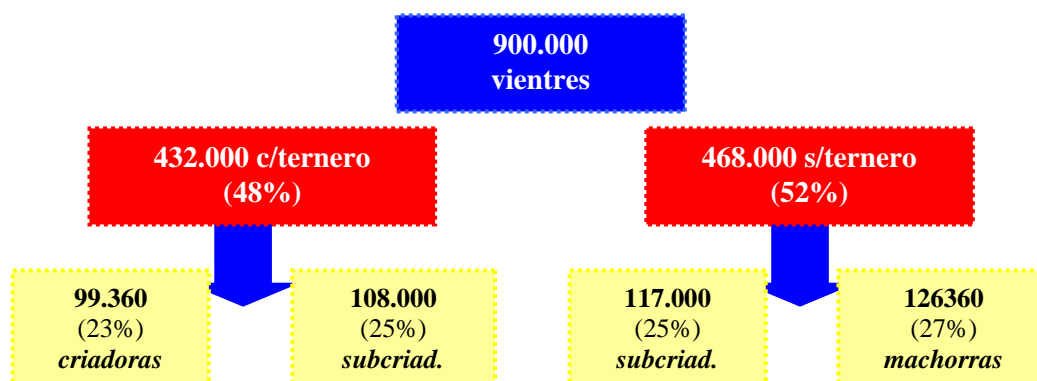 900.000
vientres
432.000 c/ternero
(48%)
468.000 s/ternero
(52%)
99.360
(23%)
criadoras
108.000
(25%)
subcriad.
117.000
(25%)
subcriad.
126360
(27%)
machorras